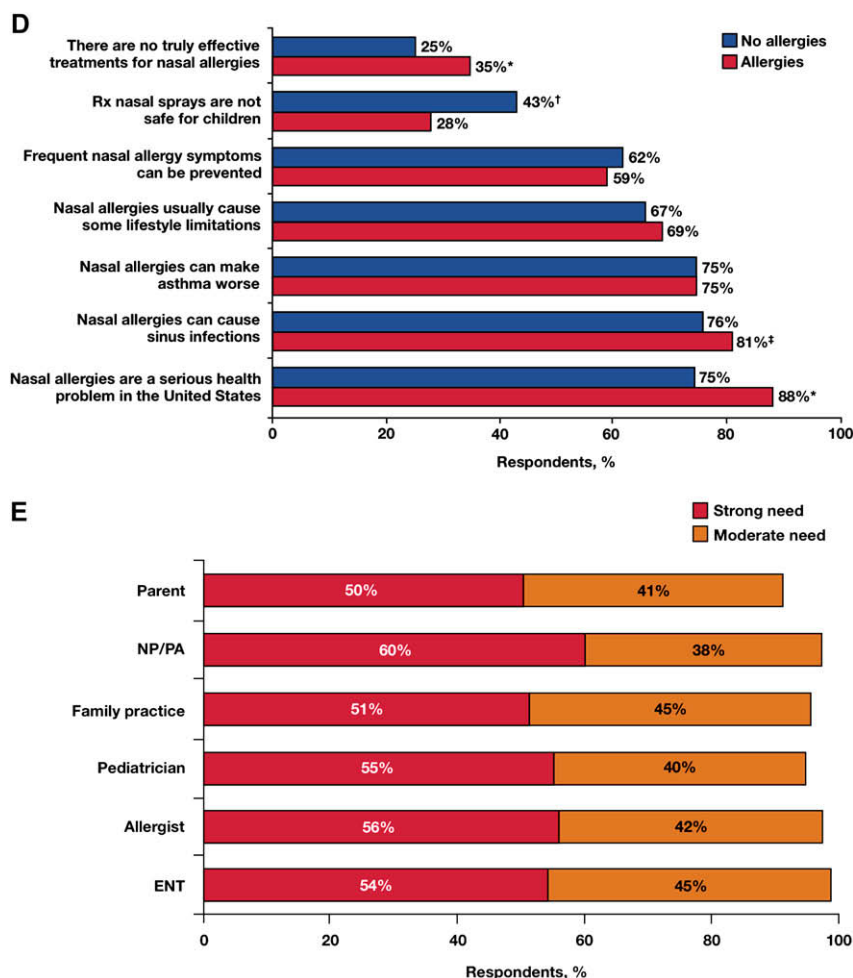 D
No allergies
Allergies
There are no truly effective
treatments for nasal allergies
25%
35%*
Rx nasal sprays are not
safe for children
43%†
28%
Frequent nasal allergy symptoms
can be prevented
62%
59%
Nasal allergies usually cause
some lifestyle limitations
67%
69%
Nasal allergies can make
asthma worse
75%
75%
Nasal allergies can cause
sinus infections
76%
81%‡
Nasal allergies are a serious health
problem in the United States
75%
88%*
0 20 40 60 80 100
Respondents, %
E
Strong need
Moderate need
Parent 50% 41%
NP/PA 60% 38%
Family practice 51% 45%
Pediatrician 55% 40%
Allergist 56% 42%
ENT 54% 45%
0 20 40 60 80 100
Respondents, %